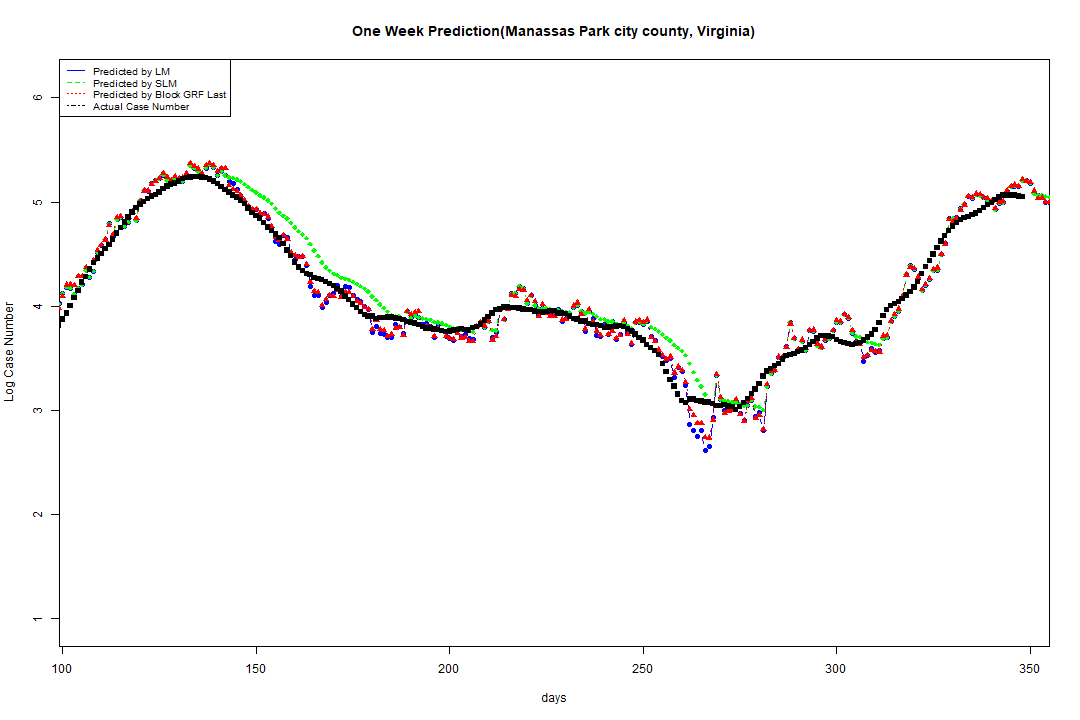 One Week Prediction(Manassas Park city county, Virginia)
Predicted by LM
Predicted by SLM
Predicted by Block GRF Last
Actual Case Number
6
5
4
3
2
1
Log Case Number
100 150 200 250 300 350
days